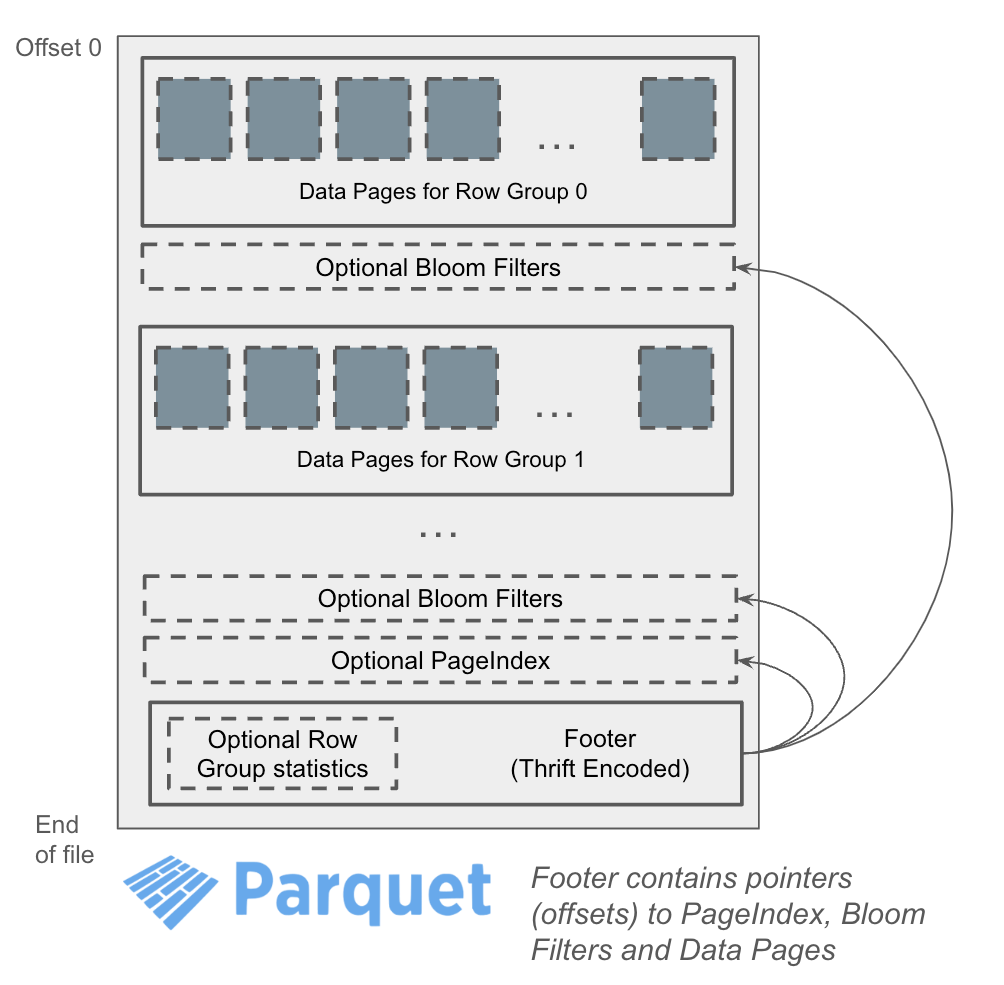 Offset 0
...
Data Pages for Row Group 0
Optional Bloom Filters
...
Data Pages for Row Group 1
...
Optional Bloom Filters
Optional PageIndex
Optional Row
Group statistics
Footer
(Thrift Encoded)
End
of file
Parquet
Footer contains pointers
(offsets) to PageIndex, Bloom
Filters and Data Pages